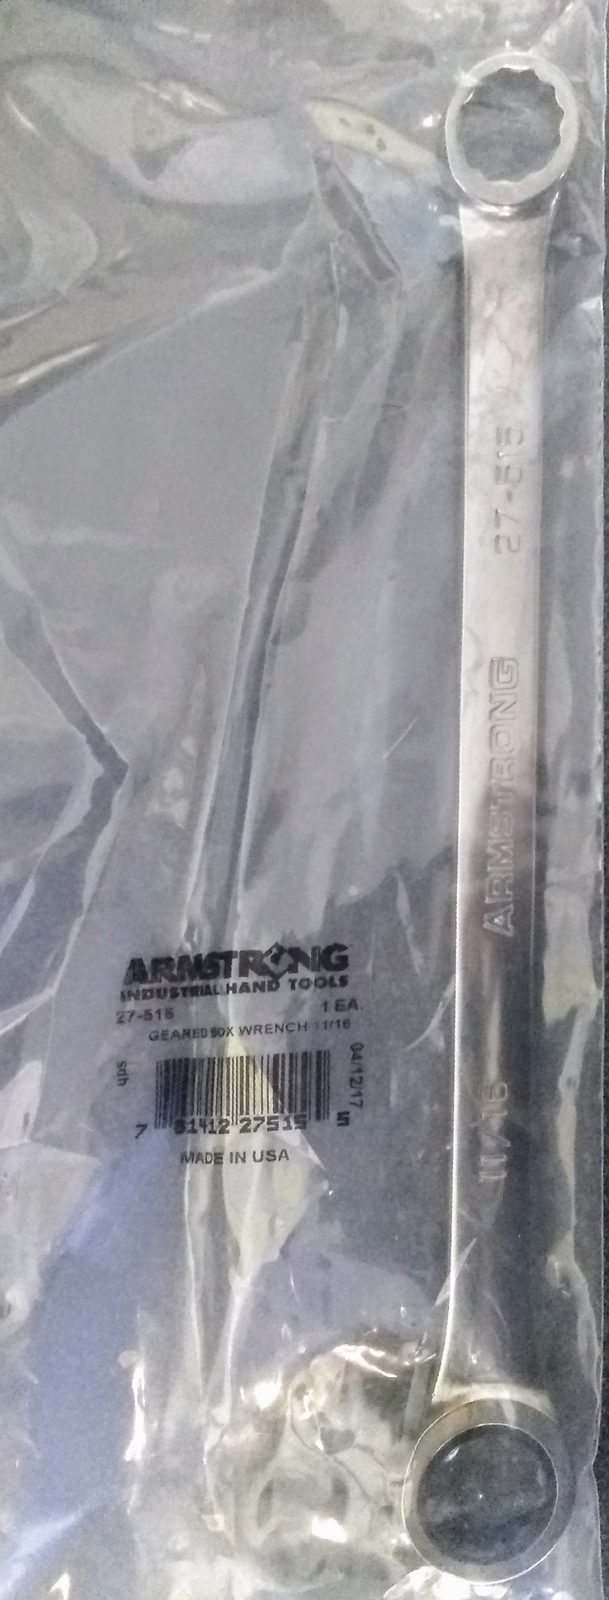 27-515
ARMSTRONG
11/16
ARMSTRONG
INDUSTRIAL HAND TOOLS
27-515 1 EA.
GEARED BOX WRENCH 11/16
sqh
04/12/17
7 81412 27515 5
MADE IN USA